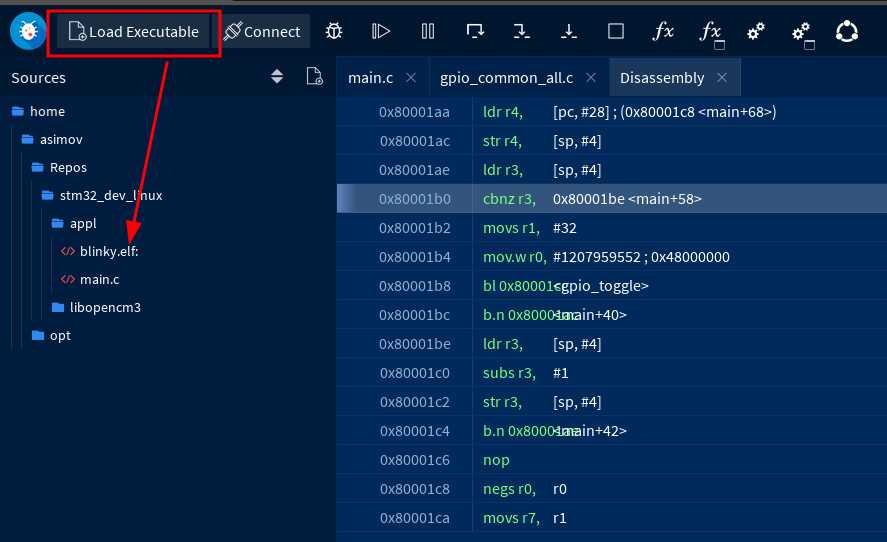 Load Executable
Connect
fx
fx
Sources
home
asimov
Repos
stm32_dev_linux
appl
blinky.elf:
main.c
libopencm3
opt
main.c
gpio_common_all.c
Disassembly
0x80001aa ldr r4, [pc, #28] ; (0x80001c8 <main+68>)
0x80001ac str r4, [sp, #4]
0x80001ae ldr r3, [sp, #4]
0x80001b0 cbnz r3, 0x80001be <main+58>
0x80001b2 movs r1, #32
0x80001b4 mov.w r0, #1207959552 ; 0x48000000
0x80001b8 bl <gpio_toggle>
0x80001bc b.n 0x80001ac <main+40>
0x80001be ldr r3, [sp, #4]
0x80001c0 subs r3, #1
0x80001c2 str r3, [sp, #4]
0x80001c4 b.n 0x80001ae <main+42>
0x80001c6 nop
0x80001c8 negs r0, r0
0x80001ca movs r7, r1